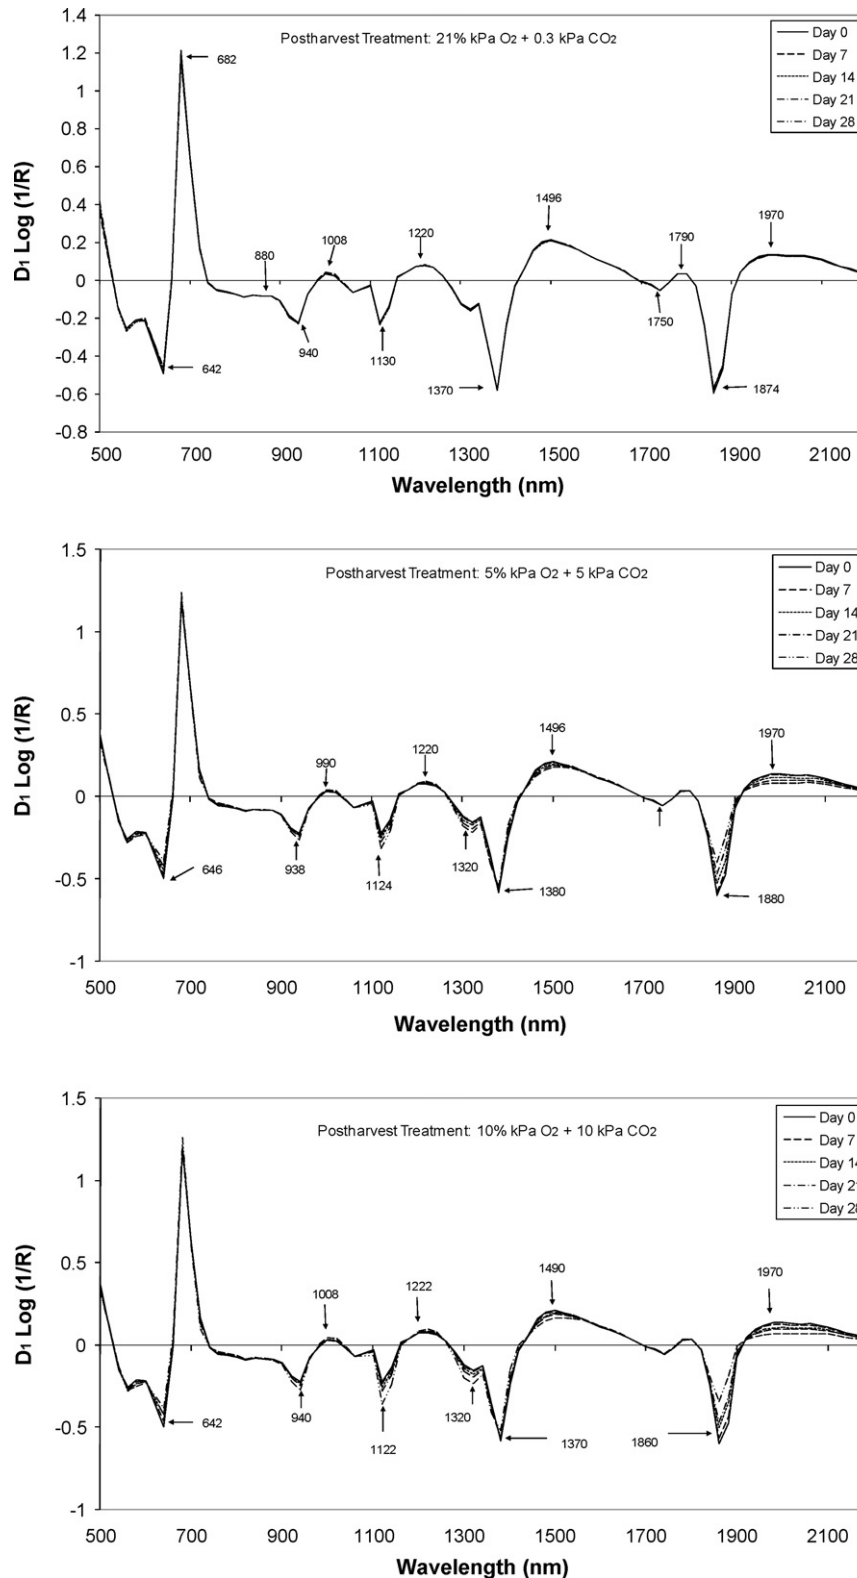 Postharvest Treatment: 21% kPa O2 + 0.3 kPa CO2
Day 0
Day 7
Day 14
Day 21
Day 28
D1 Log (1/R)
1.4
1.2
1
0.8
0.6
0.4
0.2
0
-0.2
-0.4
-0.6
-0.8
682
642
880
940
1008
1130
1220
1370
1496
1750
1790
1874
1970
500 700 900 1100 1300 1500 1700 1900 2100
Wavelength (nm)
Postharvest Treatment: 5% kPa O2 + 5 kPa CO2
Day 0
Day 7
Day 14
Day 21
Day 28
D1 Log (1/R)
1.5
1
0.5
0
-0.5
-1
646
938
990
1124
1220
1320
1380
1496
1880
1970
500 700 900 1100 1300 1500 1700 1900 2100
Wavelength (nm)
Postharvest Treatment: 10% kPa O2 + 10 kPa CO2
Day 0
Day 7
Day 14
Day 21
Day 28
D1 Log (1/R)
1.5
1
0.5
0
-0.5
-1
642
940
1008
1122
1222
1320
1370
1490
1860
1970
500 700 900 1100 1300 1500 1700 1900 2100
Wavelength (nm)